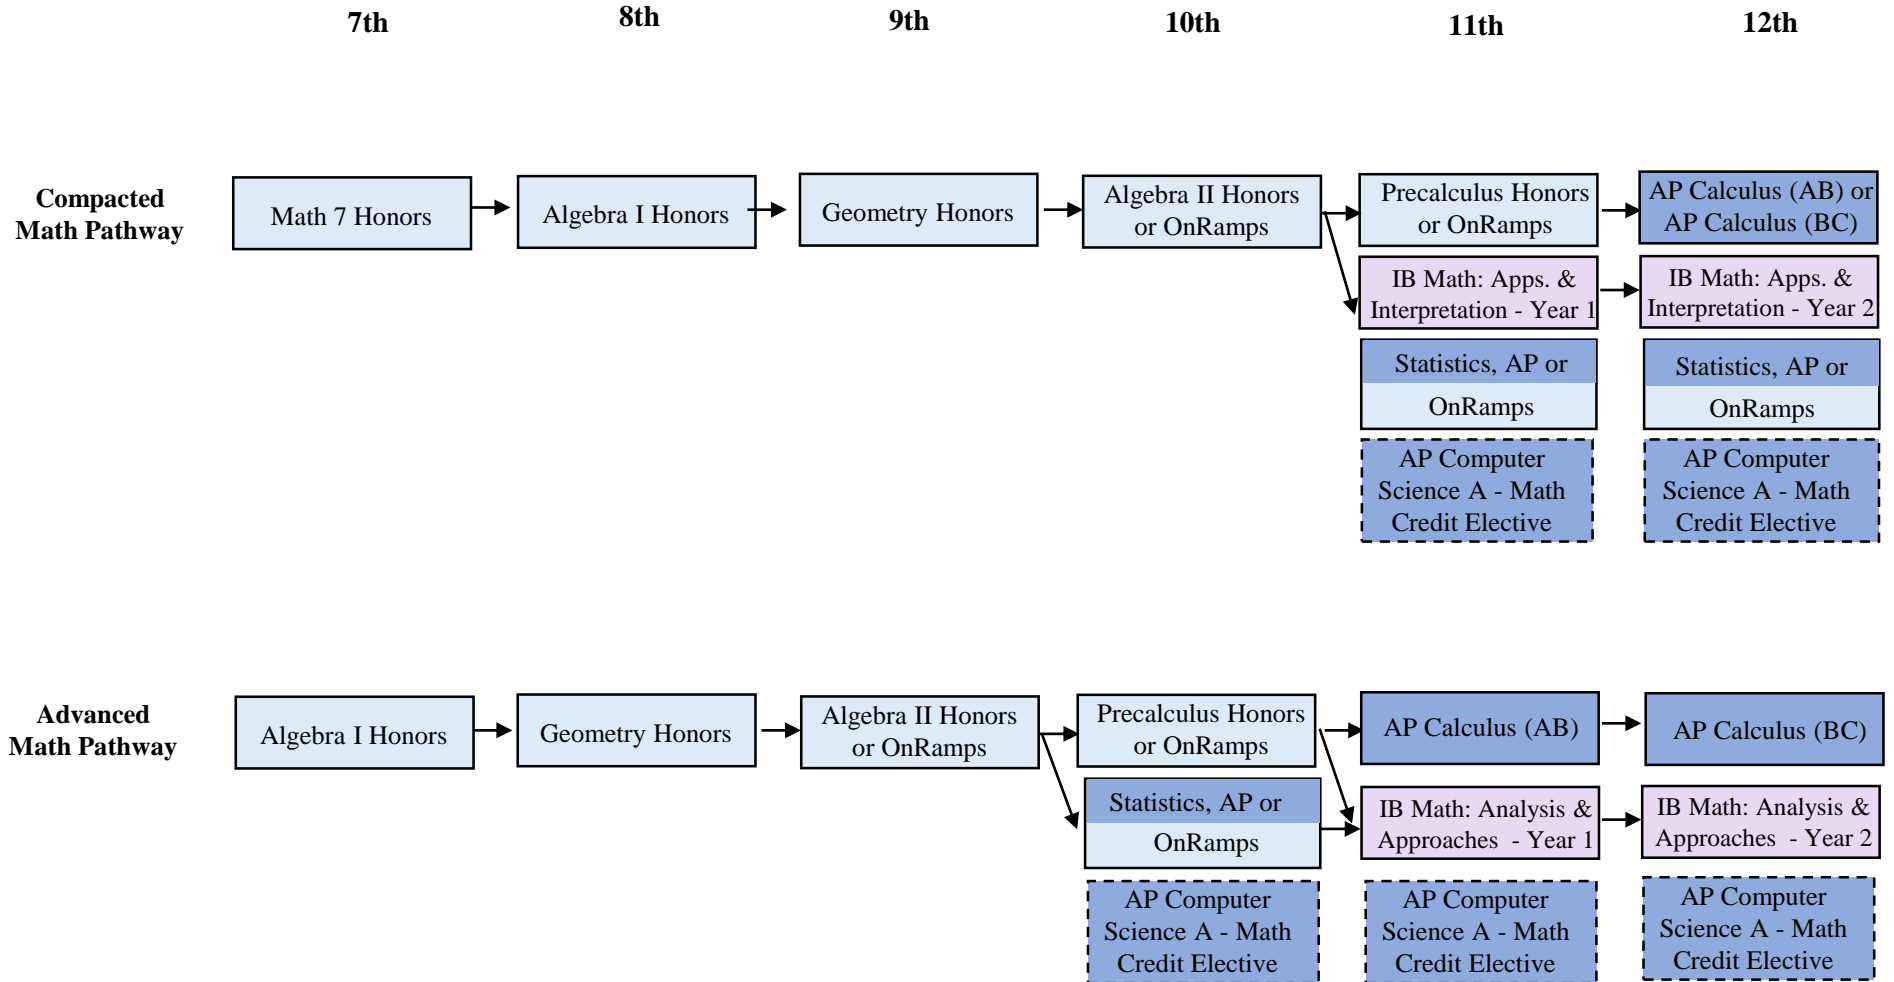 7th
8th
9th
10th
11th
12th
Compacted
Math Pathway
Math 7 Honors
Algebra I Honors
Geometry Honors
Algebra II Honors
or OnRamps
Precalculus Honors
or OnRamps
AP Calculus (AB) or
AP Calculus (BC)
IB Math: Apps. &
Interpretation - Year 1
IB Math: Apps. &
Interpretation - Year 2
Statistics, AP or
OnRamps
Statistics, AP or
OnRamps
AP Computer
Science A - Math
Credit Elective
AP Computer
Science A - Math
Credit Elective
Advanced
Math Pathway
Algebra I Honors
Geometry Honors
Algebra II Honors
or OnRamps
Precalculus Honors
or OnRamps
AP Calculus (AB)
AP Calculus (BC)
Statistics, AP or
OnRamps
IB Math: Analysis &
Approaches - Year 1
IB Math: Analysis &
Approaches - Year 2
AP Computer
Science A - Math
Credit Elective
AP Computer
Science A - Math
Credit Elective
AP Computer
Science A - Math
Credit Elective